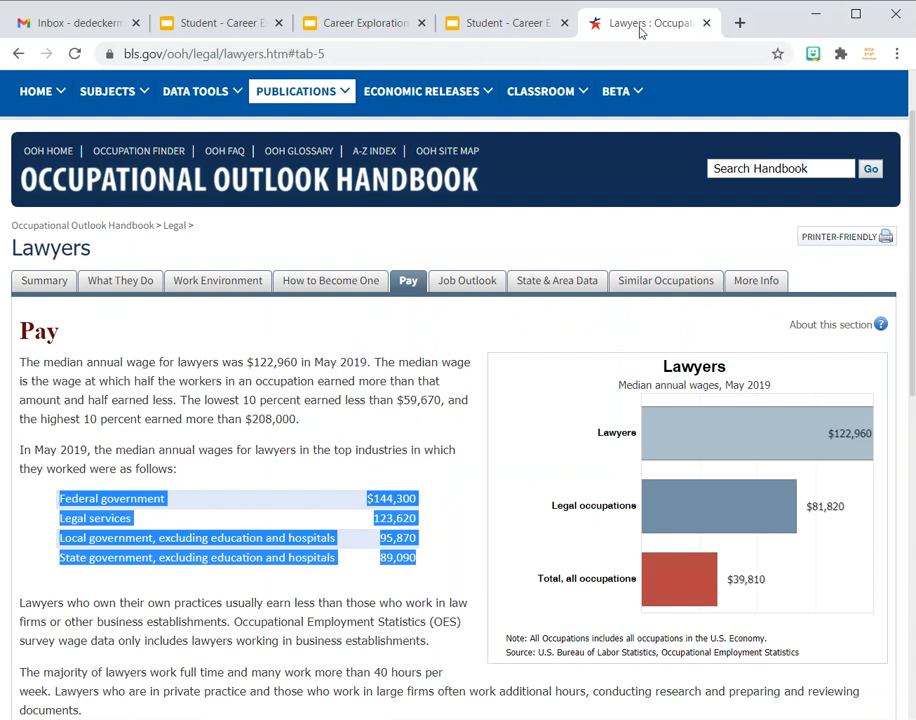 Inbox - dedeckerm
Student - Career E
Career Exploration
Student - Career E
Lawyers : Occupat
bls.gov/ooh/legal/lawyers.htm#tab-5
HOME SUBJECTS DATA TOOLS PUBLICATIONS ECONOMIC RELEASES CLASSROOM BETA
OOH HOME | OCCUPATION FINDER | OOH FAQ | OOH GLOSSARY | A-Z INDEX | OOH SITE MAP
OCCUPATIONAL OUTLOOK HANDBOOK
Search Handbook Go
Occupational Outlook Handbook > Legal >
PRINTER-FRIENDLY
Lawyers
Summary What They Do Work Environment How to Become One Pay Job Outlook State & Area Data Similar Occupations More Info
Pay
About this section ?
The median annual wage for lawyers was $122,960 in May 2019. The median wage
is the wage at which half the workers in an occupation earned more than that
amount and half earned less. The lowest 10 percent earned less than $59,670, and
the highest 10 percent earned more than $208,000.
In May 2019, the median annual wages for lawyers in the top industries in which
they worked were as follows:
Federal government $144,300
Legal services 123,620
Local government, excluding education and hospitals 95,870
State government, excluding education and hospitals 89,090
Lawyers
Median annual wages, May 2019
Lawyers $122,960
Legal occupations $81,820
Total, all occupations $39,810
Note: All Occupations includes all occupations in the U.S. Economy.
Source: U.S. Bureau of Labor Statistics, Occupational Employment Statistics
Lawyers who own their own practices usually earn less than those who work in law
firms or other business establishments. Occupational Employment Statistics (OES)
survey wage data only includes lawyers working in business establishments.
The majority of lawyers work full time and many work more than 40 hours per
week. Lawyers who are in private practice and those who work in large firms often work additional hours, conducting research and preparing and reviewing
documents.